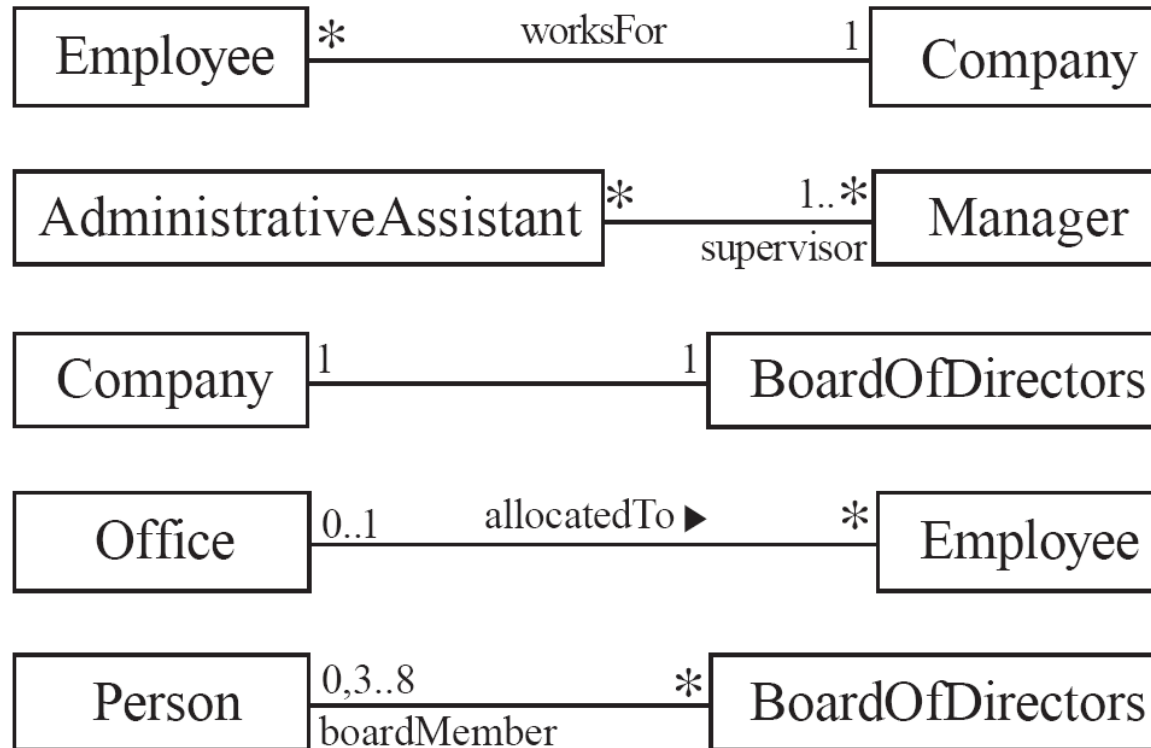 Employee * worksFor 1 Company
AdministrativeAssistant * 1..* Manager
supervisor
Company 1 1 BoardOfDirectors
Office 0..1 allocatedTo ▶ * Employee
Person 0,3..8 * BoardOfDirectors
boardMember